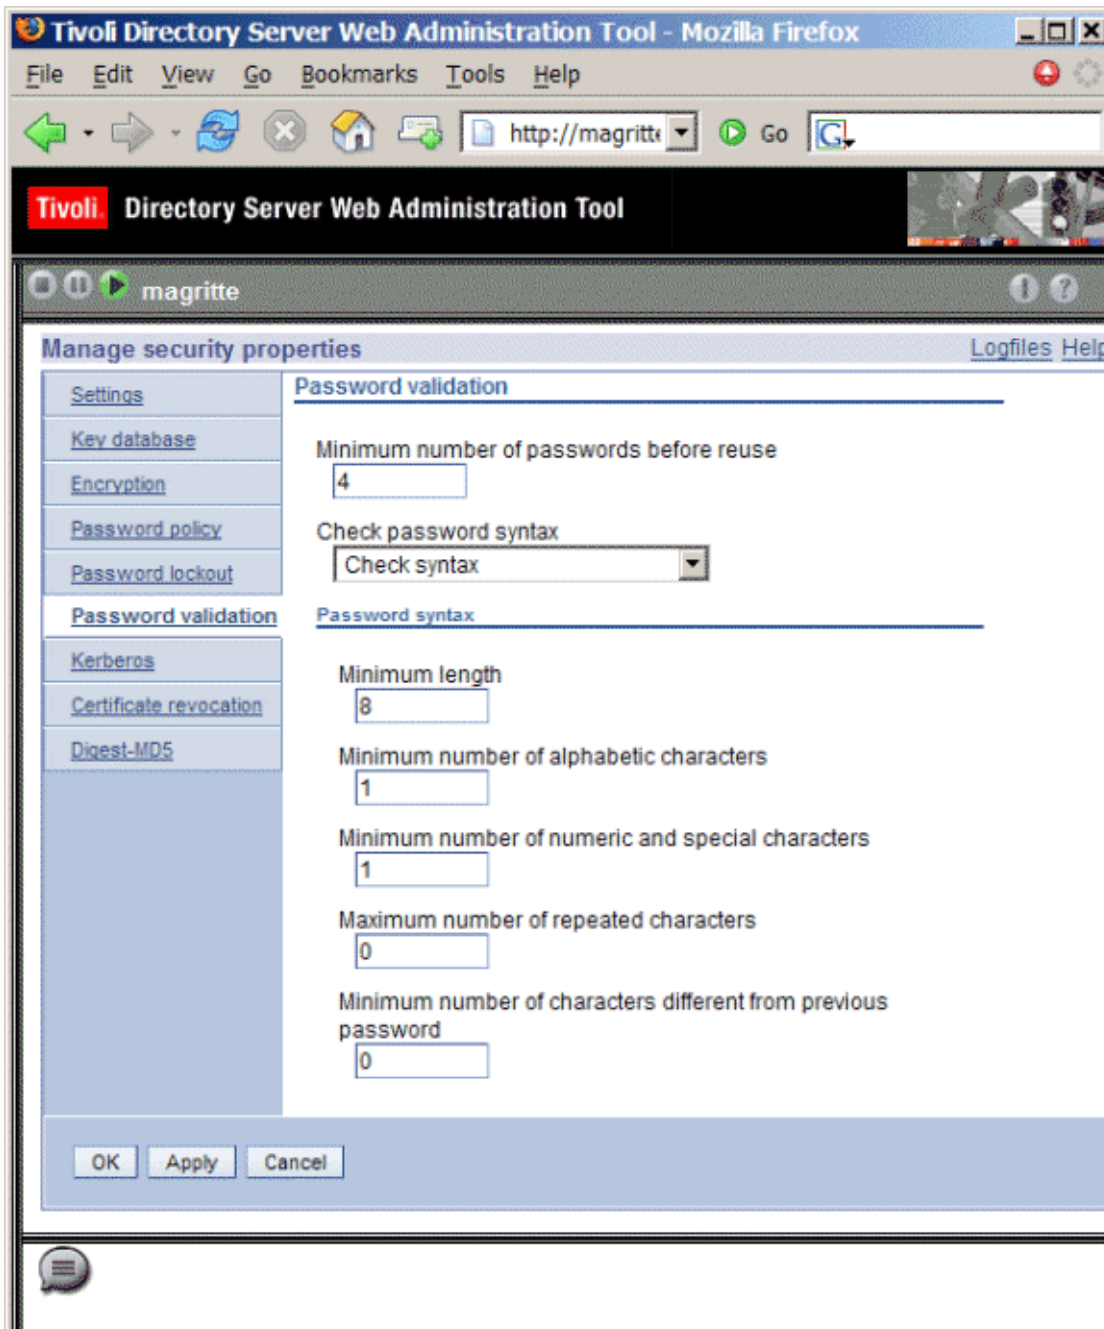 Tivoli Directory Server Web Administration Tool - Mozilla Firefox
File Edit View Go Bookmarks Tools Help
http://magritte Go G
Tivoli. Directory Server Web Administration Tool
magritte ?
Manage security properties Logfiles Help
Settings
Password validation
Key database
Minimum number of passwords before reuse
4
Encryption
Password policy
Check password syntax
Check syntax
Password lockout
Password validation
Password syntax
Kerberos
Minimum length
8
Certificate revocation
Digest-MD5
Minimum number of alphabetic characters
1
Minimum number of numeric and special characters
1
Maximum number of repeated characters
0
Minimum number of characters different from previous
password
0
OK Apply Cancel